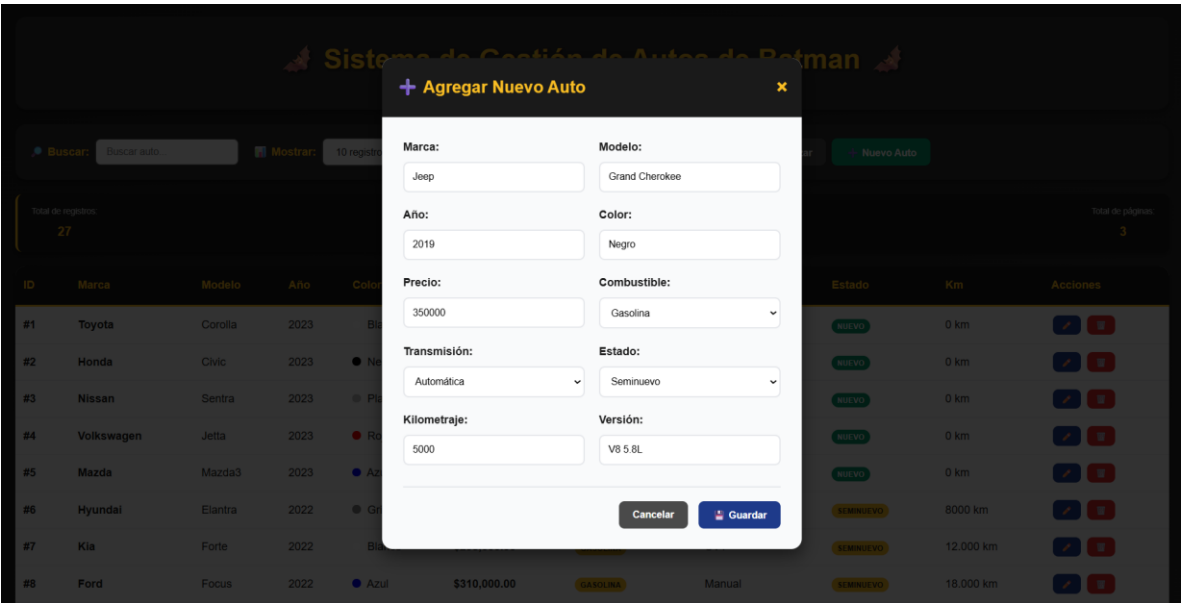 Sistema de Gestión de Autos de Batman
Agregar Nuevo Auto ×
Buscar: Buscar auto... Mostrar: 10 registro Nuevo Auto
Marca: Modelo:
Jeep Grand Cherokee
Total de registros: Total de páginas:
27 3
Año: Color:
2019 Negro
Precio: Combustible:
350000 Gasolina
Transmisión: Estado:
Automática Seminuevo
Kilometraje: Versión:
5000 V8 5.8L
Cancelar Guardar
ID Marca Modelo Año Color Estado Km Acciones
#1 Toyota Corolla 2023 NUEVO 0 km
#2 Honda Civic 2023 NUEVO 0 km
#3 Nissan Sentra 2023 NUEVO 0 km
#4 Volkswagen Jetta 2023 NUEVO 0 km
#5 Mazda Mazda3 2023 NUEVO 0 km
#6 Hyundai Elantra 2022 SEMINUEVO 8000 km
#7 Kia Forte 2022 SEMINUEVO 12.000 km
#8 Ford Focus 2022 Azul $310,000.00 GASOLINA Manual SEMINUEVO 18.000 km